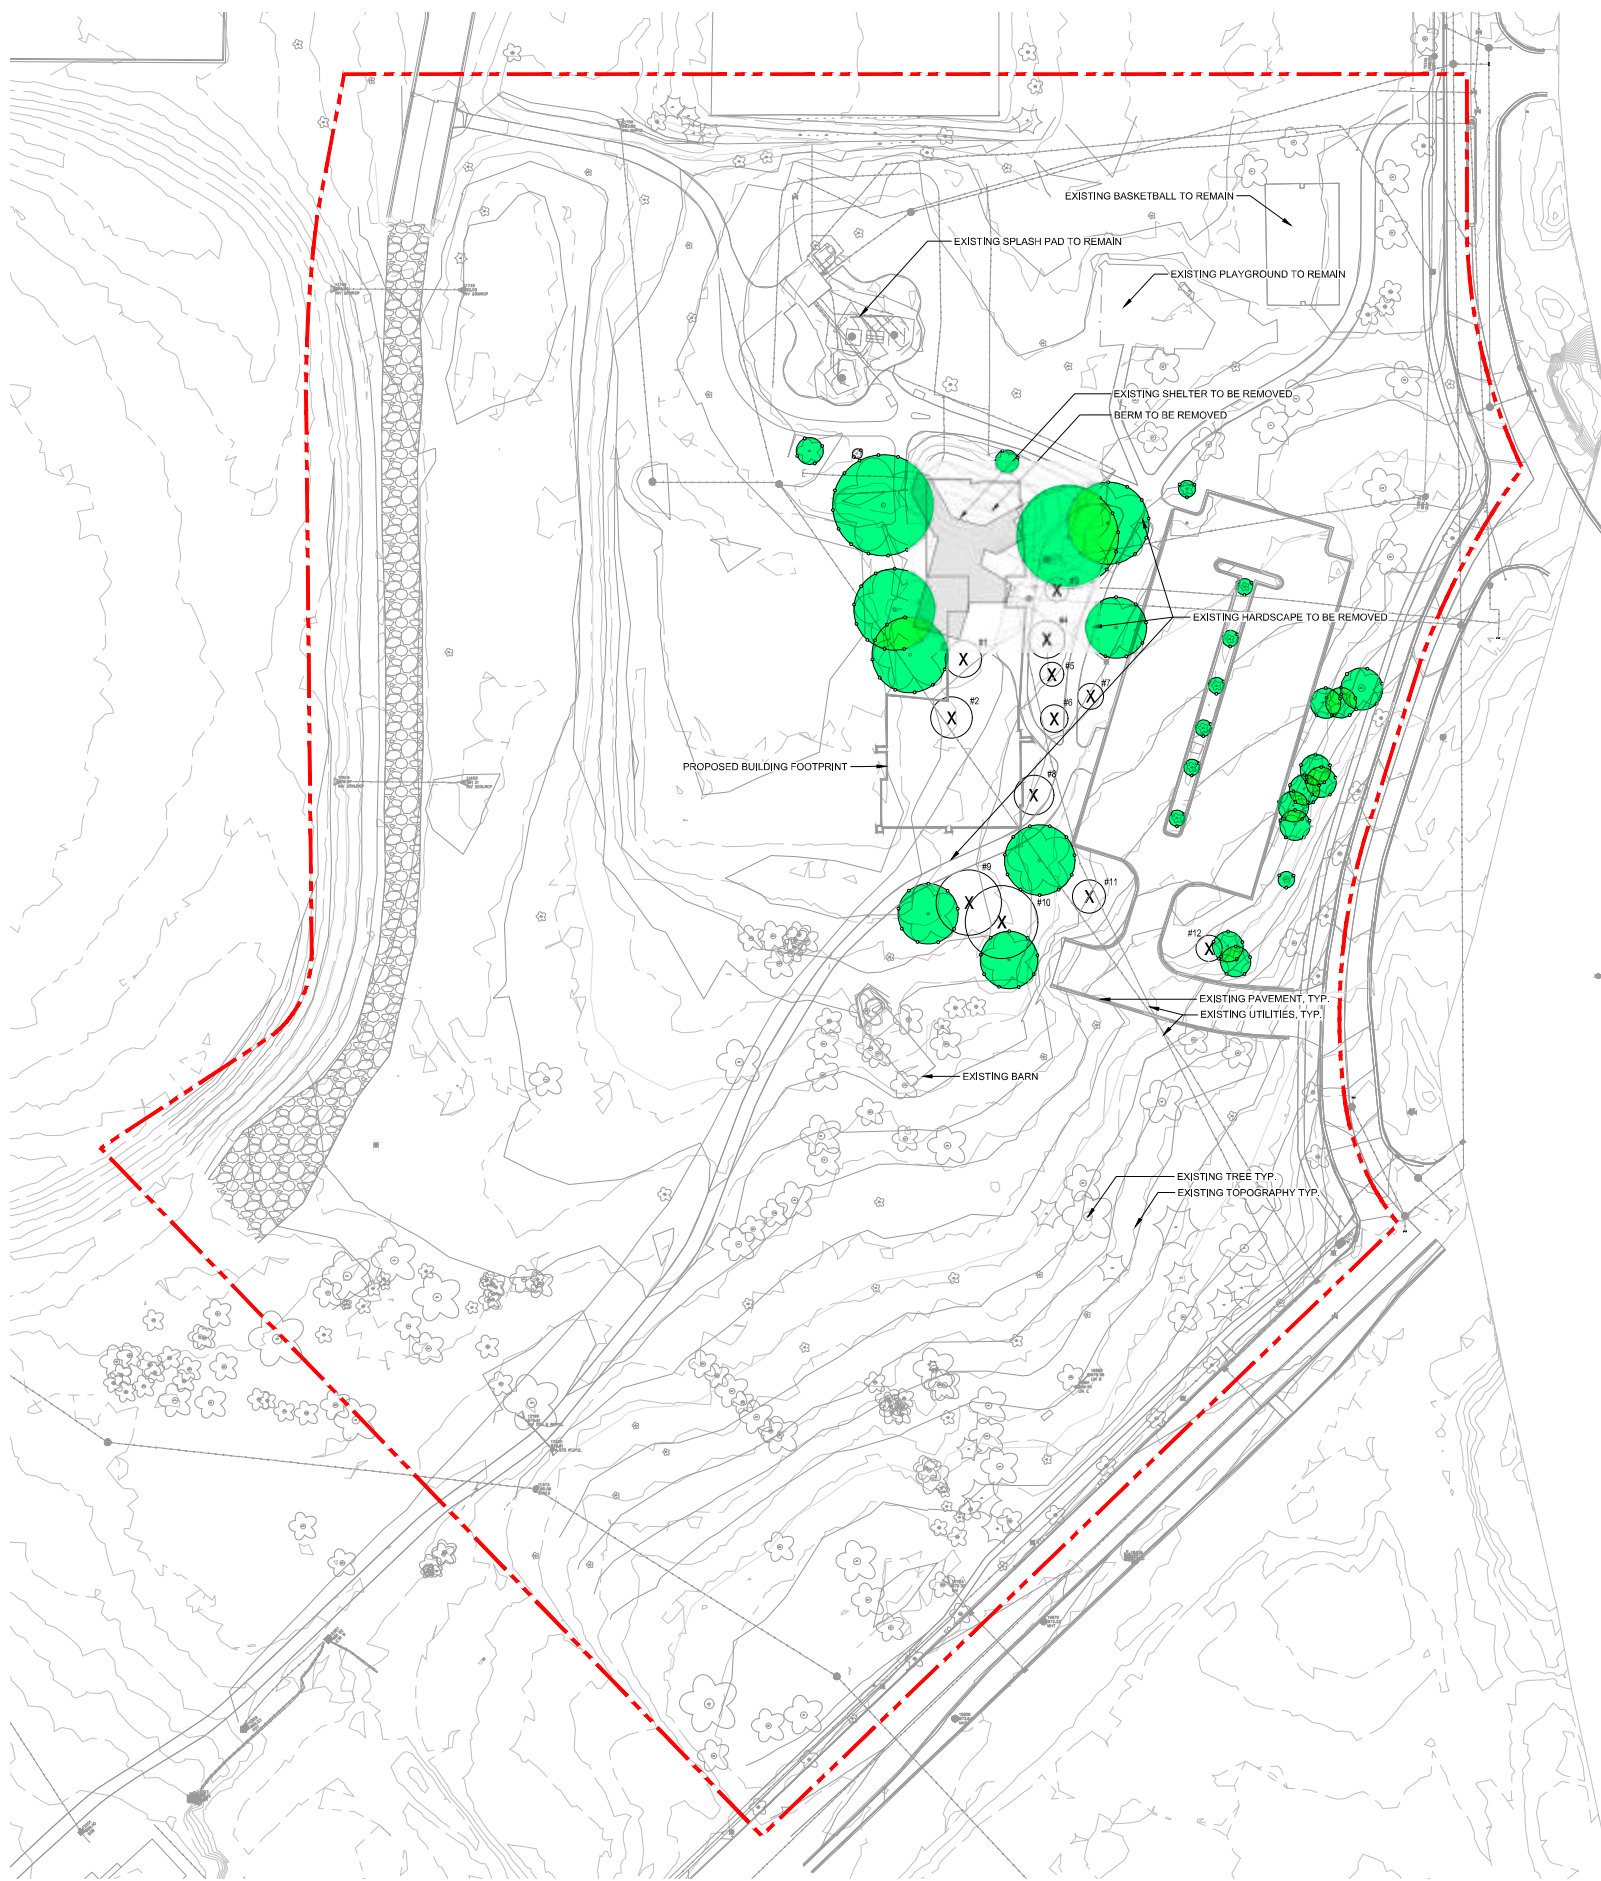 EXISTING BASKETBALL TO REMAIN
EXISTING SPLASH PAD TO REMAIN
EXISTING PLAYGROUND TO REMAIN
EXISTING SHELTER TO BE REMOVED
BERM TO BE REMOVED
#3
EXISTING HARDSCAPE TO BE REMOVED
#4
#1
#5
#7
#2
#6
PROPOSED BUILDING FOOTPRINT
#8
#9
#11
#10
#12
EXISTING PAVEMENT, TYP.
EXISTING UTILITIES, TYP.
EXISTING BARN
EXISTING TREE TYP.
EXISTING TOPOGRAPHY TYP.